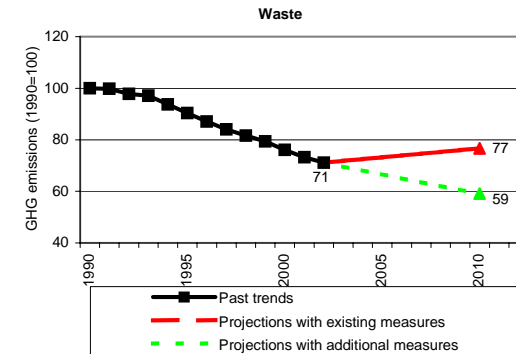 Waste
GHG emissions (1990=100)
120
100
80
60
40
71
77
59
1990
1995
2000
2005
2010
Past trends
Projections with existing measures
Projections with additional measures